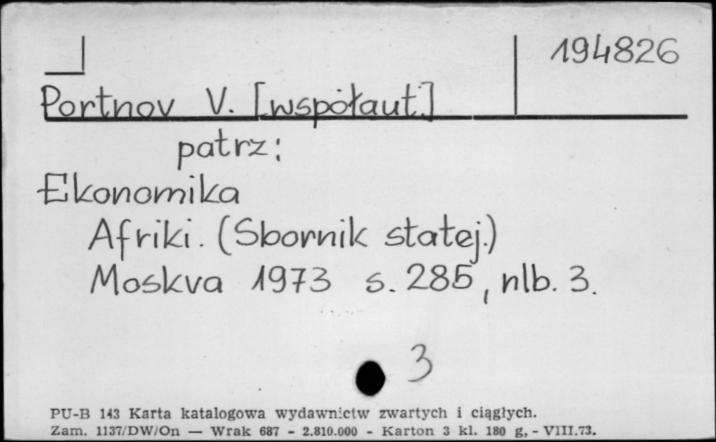 194826
Portnov V. [współaut.]
patrz:
Ekonomika
Afriki. (Sbornik statej.)
Moskva 1973 s. 285, nlb. 3.
3
PU-B 143 Karta katalogowa wydawnictw zwartych i ciągłych.
Zam. 1137/DW/On — Wrak 687 - 2.810.000 - Karton 3 kl. 180 g, - VIII.73.